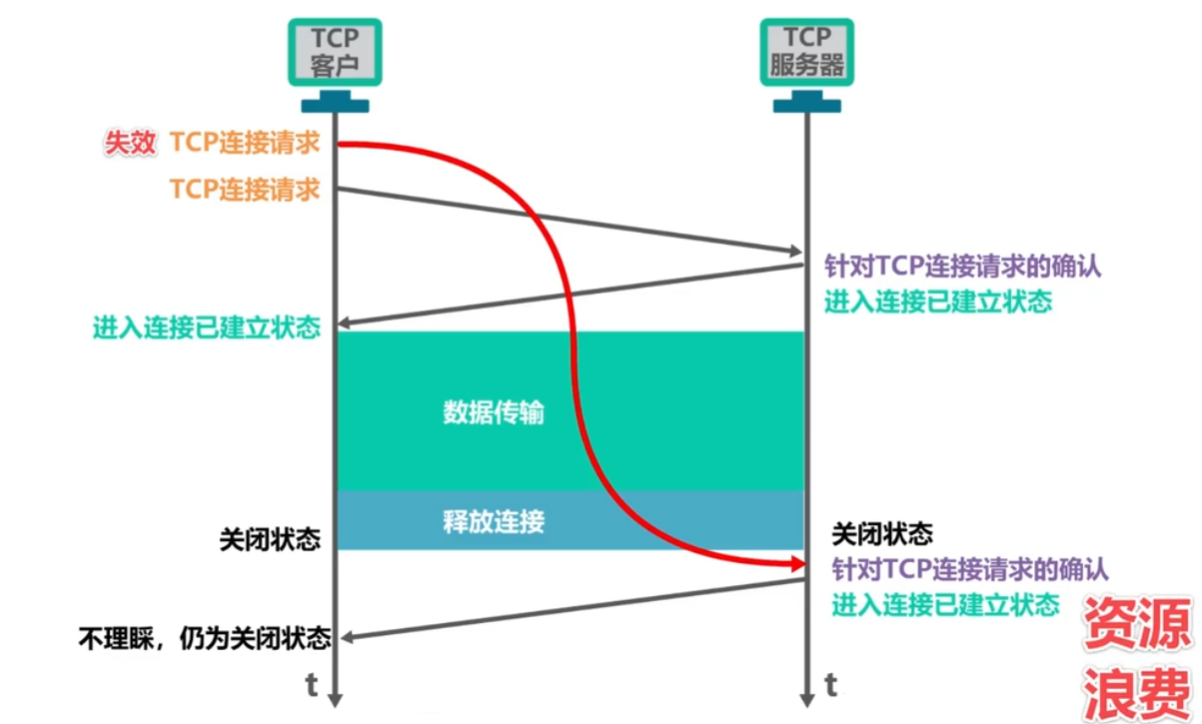 TCP
客户
TCP
服务器
失效 TCP连接请求
TCP连接请求
针对TCP连接请求的确认
进入连接已建立状态
进入连接已建立状态
数据传输
释放连接
关闭状态
关闭状态
针对TCP连接请求的确认
进入连接已建立状态
不理睬，仍为关闭状态
资源
浪费
t
t